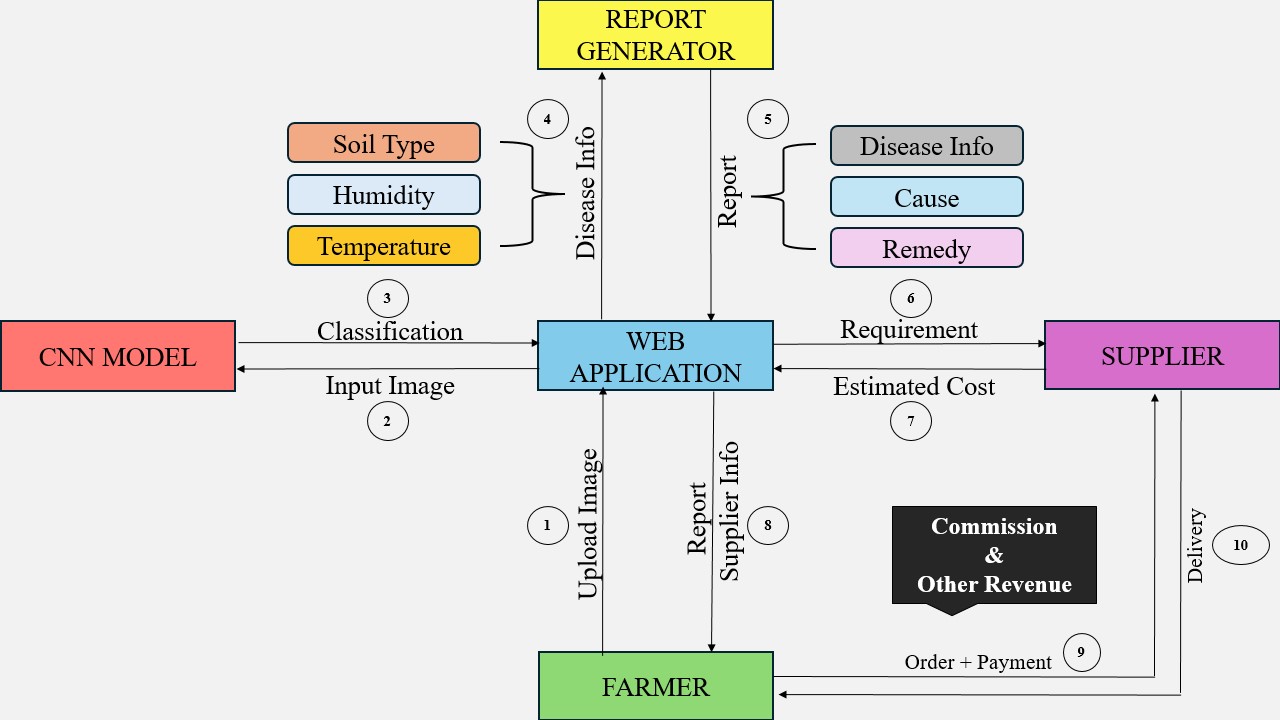 REPORT
GENERATOR
4
5
Soil Type
Humidity
Temperature
Disease Info
Report
Disease Info
Cause
Remedy
3
Classification
6
Requirement
CNN MODEL
WEB
APPLICATION
SUPPLIER
Input Image
2
Estimated Cost
7
1
Upload Image
Report
Supplier Info
8
Commission
&
Other Revenue
Delivery
10
Order + Payment
9
FARMER